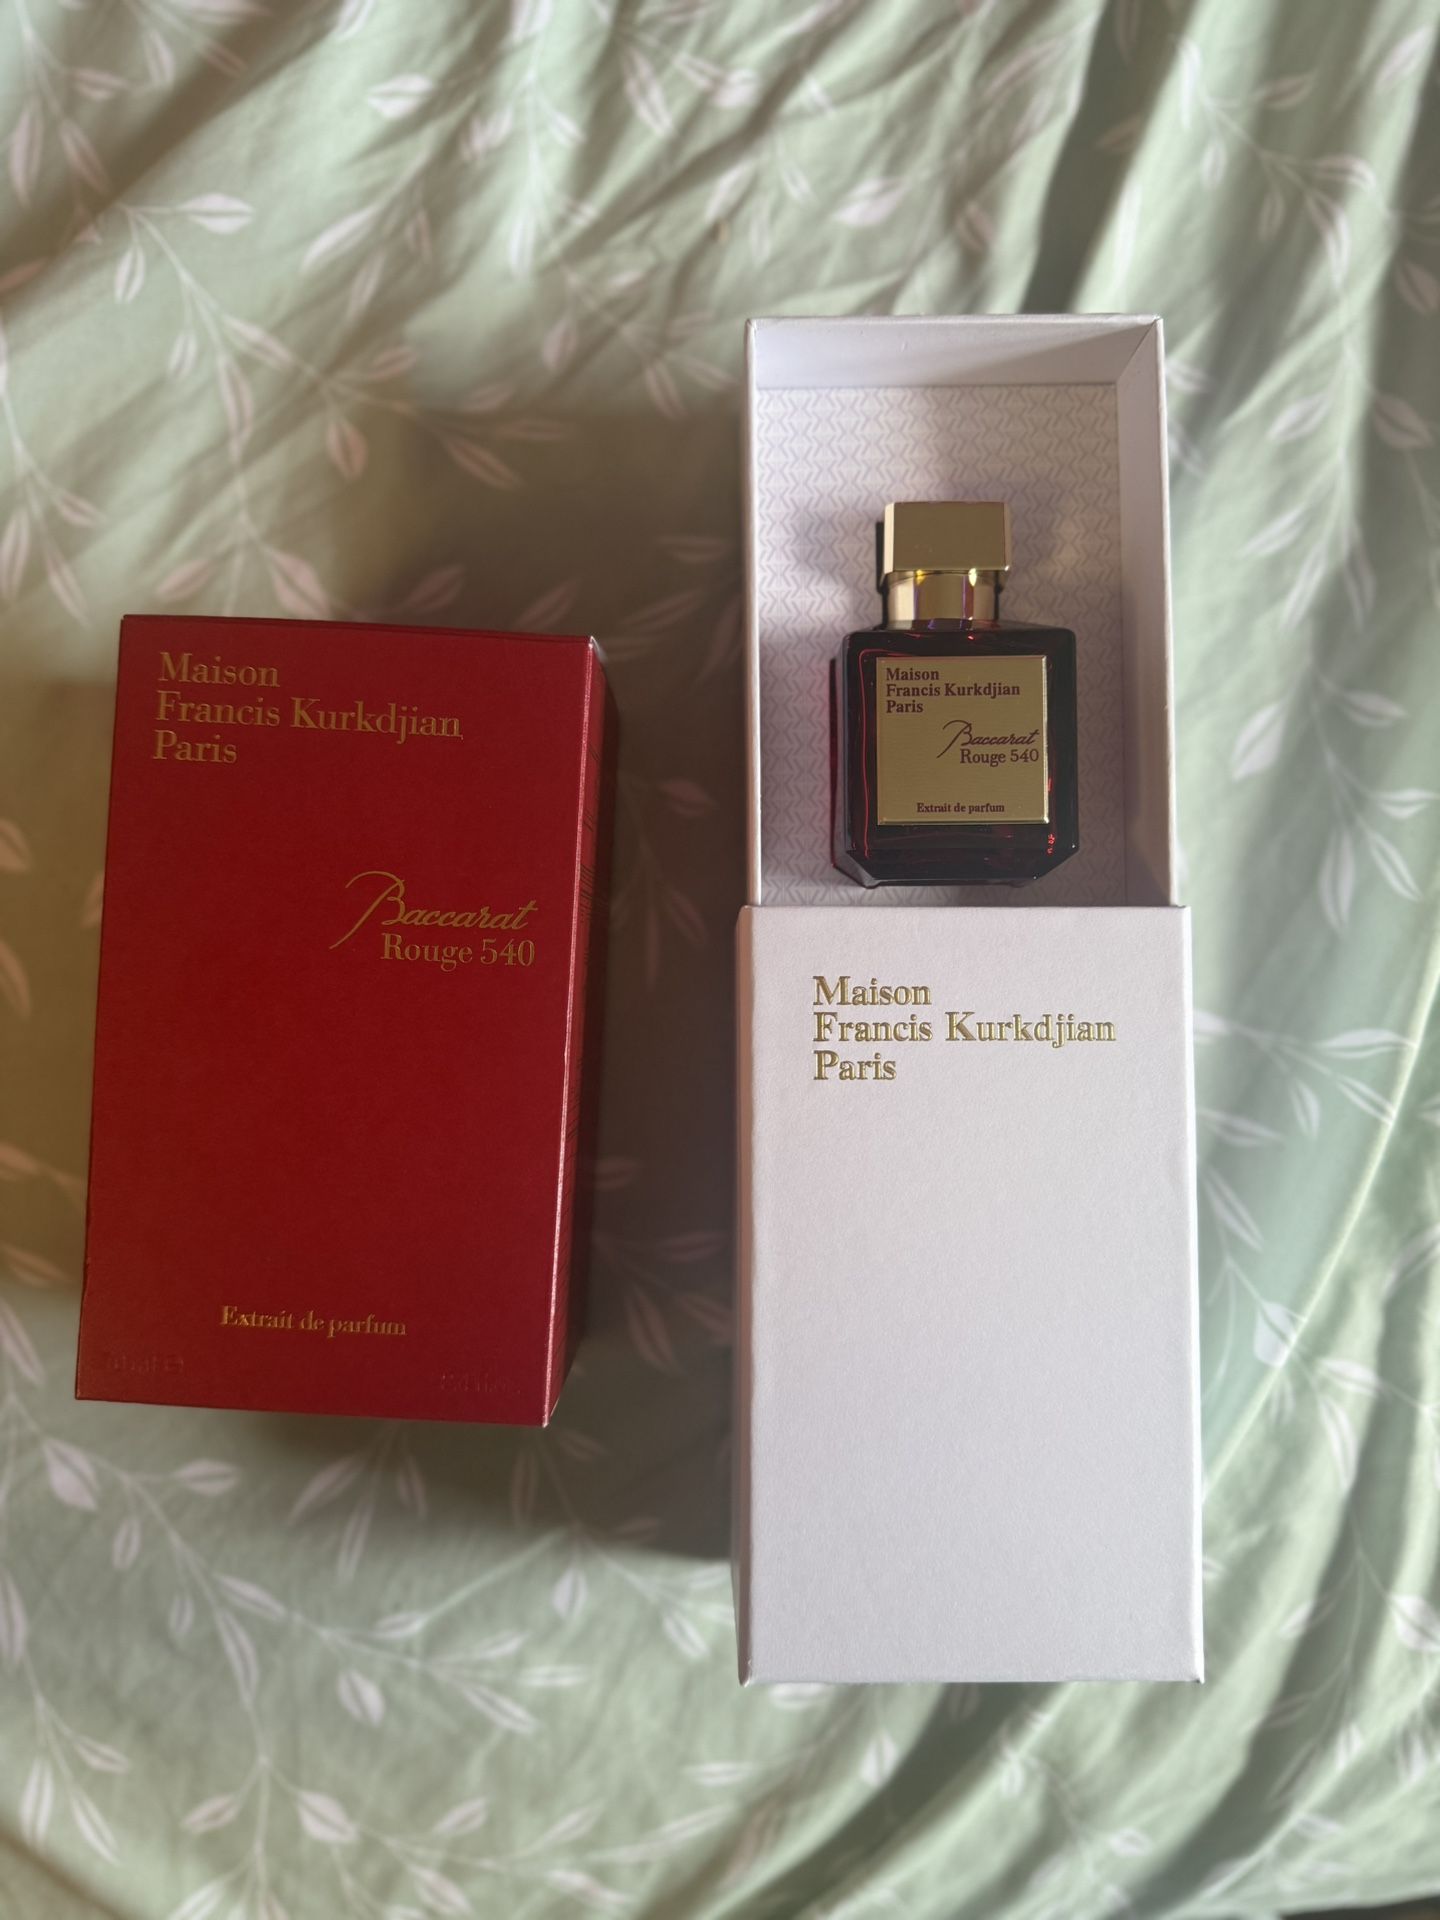 Maison
Francis Kurkdjian
Paris
Baccarat
Rouge 540
Extrait de parfum
Maison
Francis Kurkdjian
Paris
Baccarat
Rouge 540
Extrait de parfum
Maison
Francis Kurkdjian
Paris